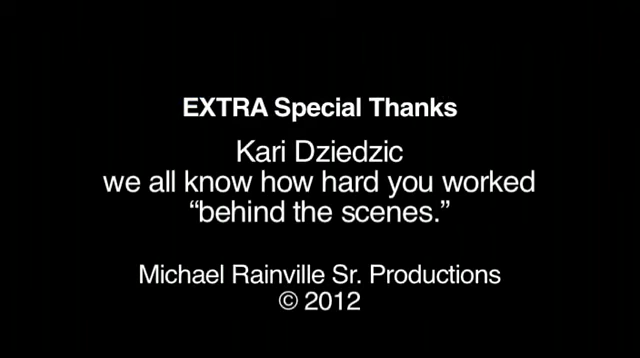 EXTRA Special Thanks
Kari Dziedzic
we all know how hard you worked
“behind the scenes.”
Michael Rainville Sr. Productions
© 2012